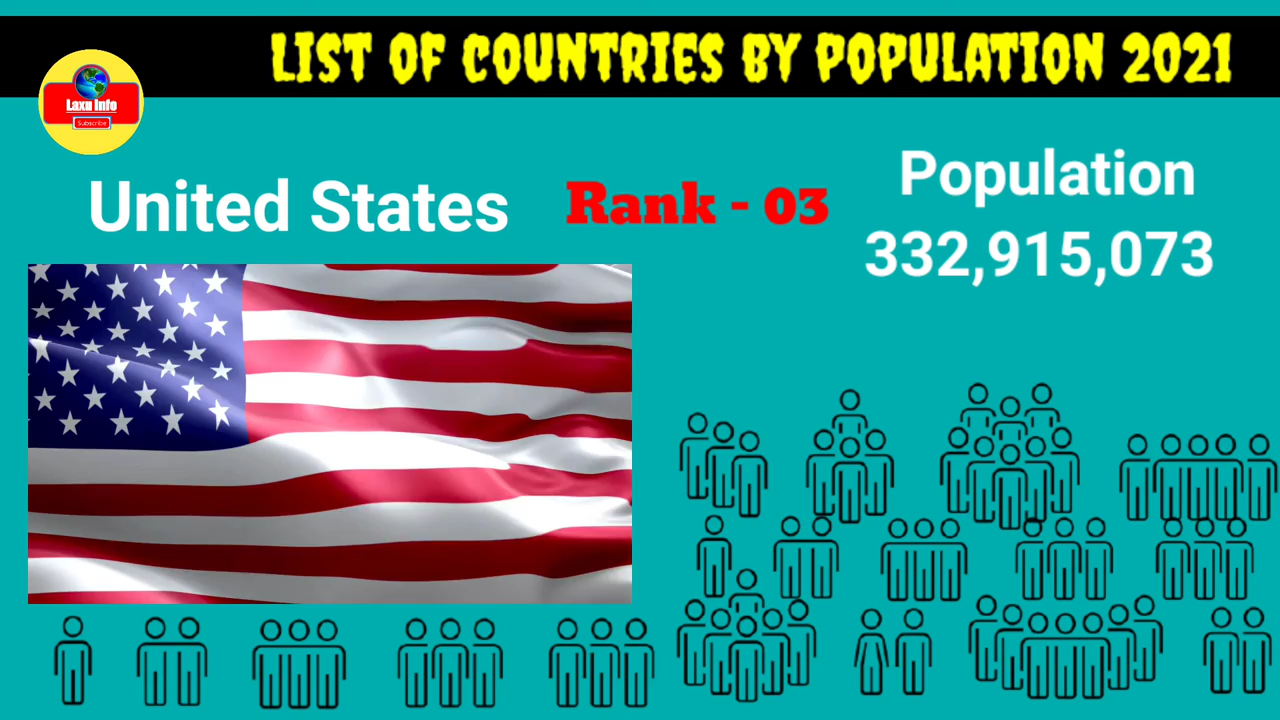 LIST OF COUNTRIES BY POPULATION 2021
Laxu Info
Subscribe
United States
Rank - 03
Population
332,915,073